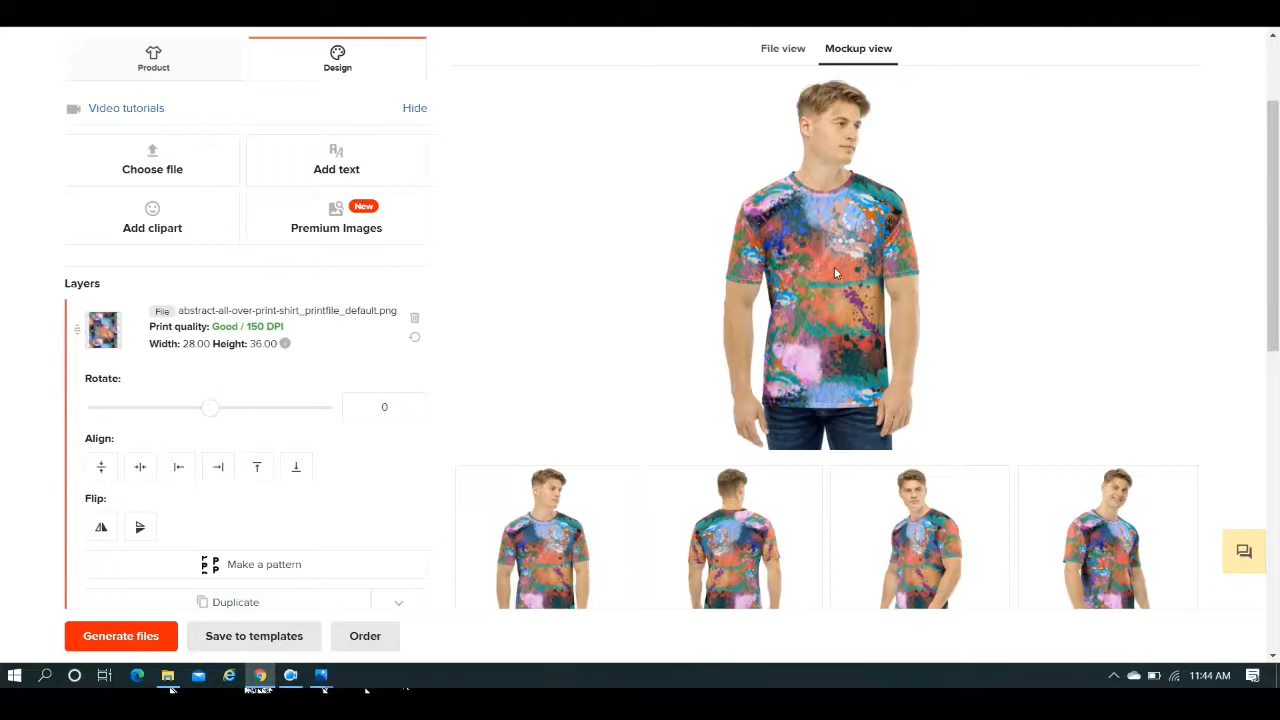 Product
Design
File view
Mockup view
Video tutorials
Hide
Choose file
Add text
New
Add clipart
Premium Images
Layers
File abstract-all-over-print-shirt_printfile_default.png
Print quality: Good / 150 DPI
Width: 28.00 Height: 36.00
Rotate:
0
Align:
Flip:
Make a pattern
Duplicate
Generate files
Save to templates
Order
11:44 AM